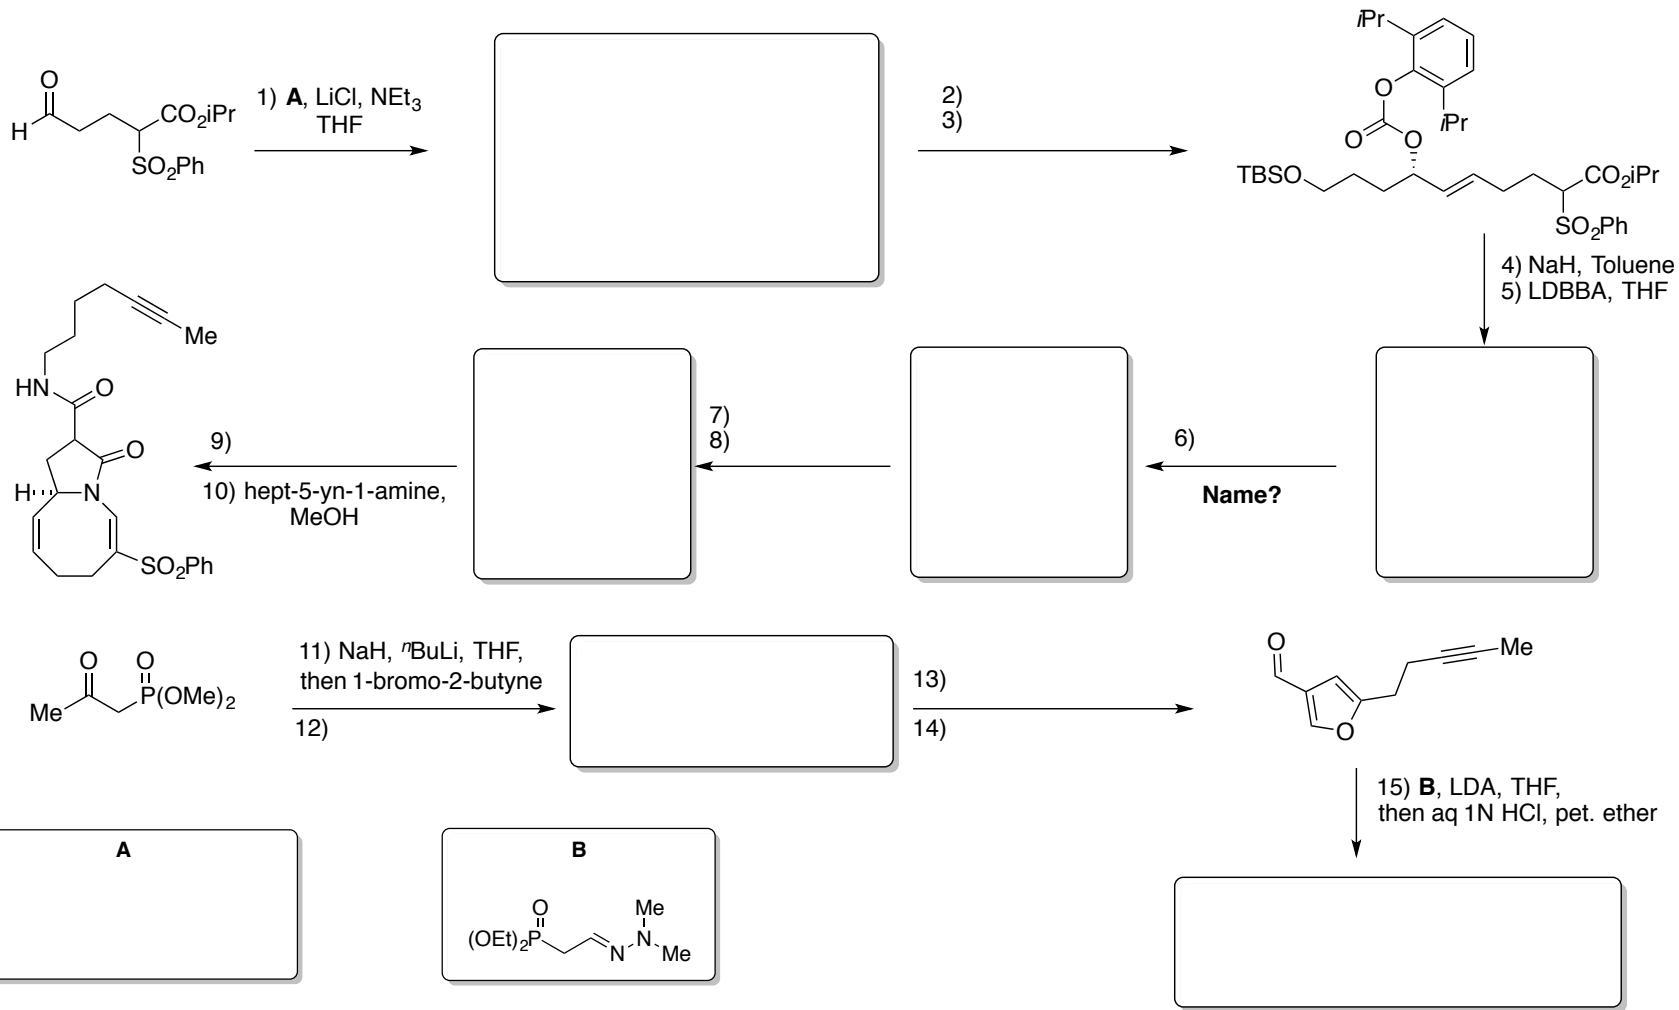 O
H
CO2iPr
SO2Ph
1) A, LiCl, NEt3
THF
2)
3)
iPr
O
iPr
O
O
TBSO
CO2iPr
SO2Ph
4) NaH, Toluene
5) LDBBA, THF
6)
Name?
7)
8)
9)
10) hept-5-yn-1-amine,
MeOH
Me
HN
O
O
H
N
SO2Ph
O
O
Me
P(OMe)2
11) NaH, nBuLi, THF,
then 1-bromo-2-butyne
12)
13)
14)
O
Me
O
15) B, LDA, THF,
then aq 1N HCl, pet. ether
A
B
O
Me
(OEt)2P
N
N
Me